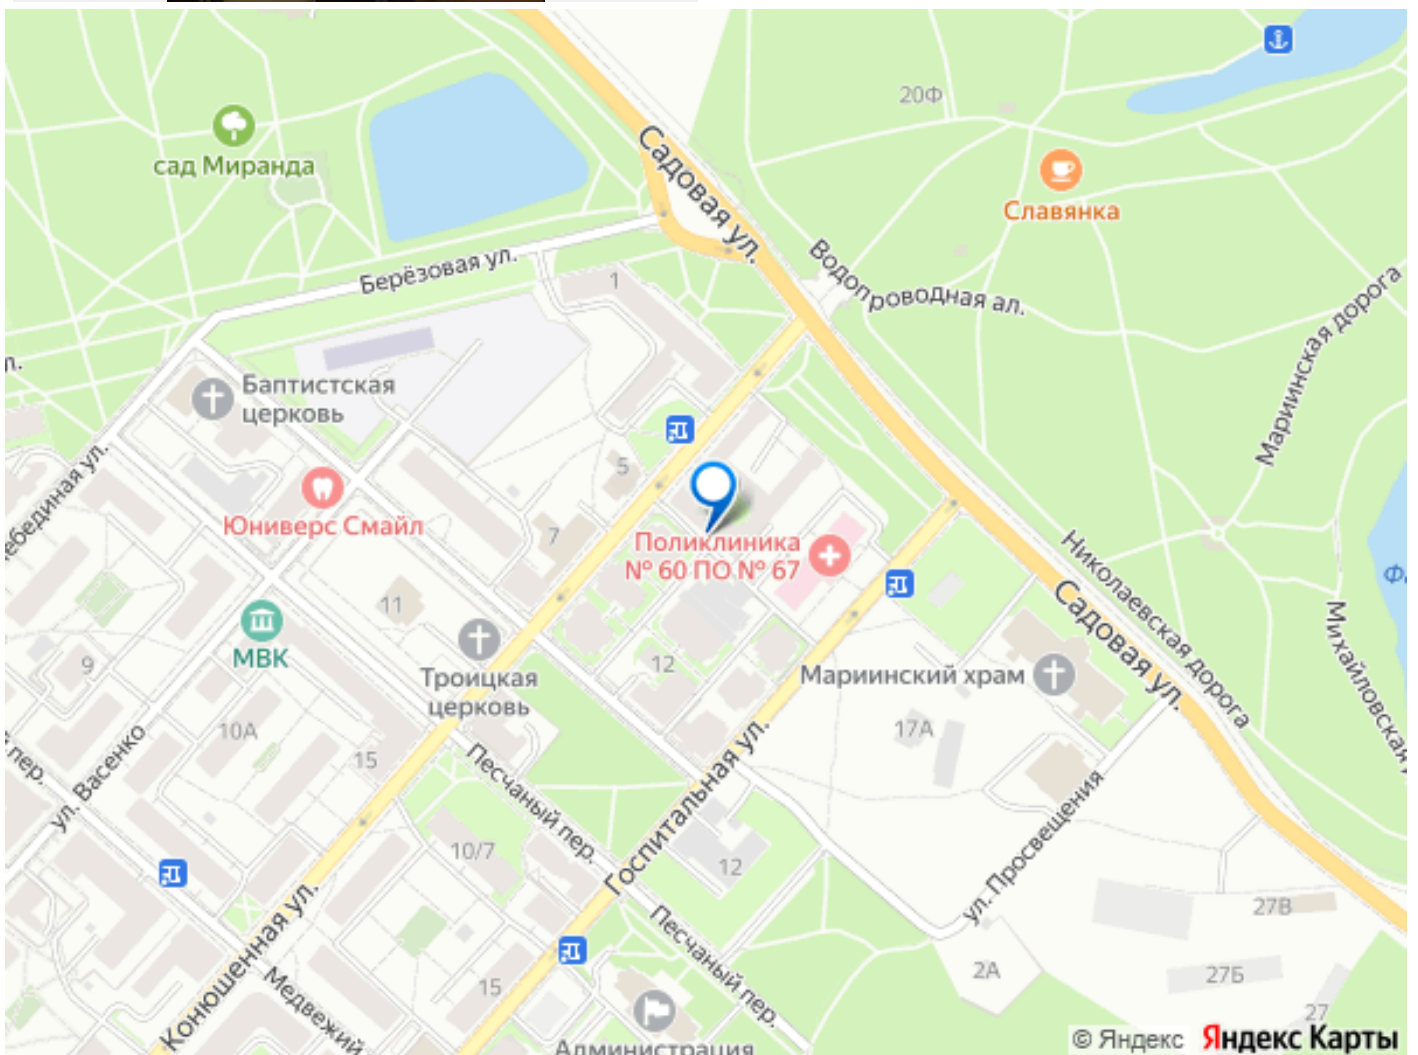 20Ф
Садовая ул.
сад Миранда
Славянка
Водопроводная ал.
Берёзовая ул.
1
Мариинская дорога
Баптистская
церковь
5
Юниверс Смайл
7
Поликлиника
№ 60 ПО № 67
Николаевская дорога
Садовая ул.
11
МВК
9
Троицкая
церковь
12
Мариинский храм
Михайловская
10А
17А
15
ул. Васенко
Песчаный пер.
Госпитальная ул.
ул. Просвещения
10/7
12
27В
Конюшенная ул.
Песчаный пер.
Медвежий
2А
27Б
15
27
Администрация
© Яндекс Яндекс Карты